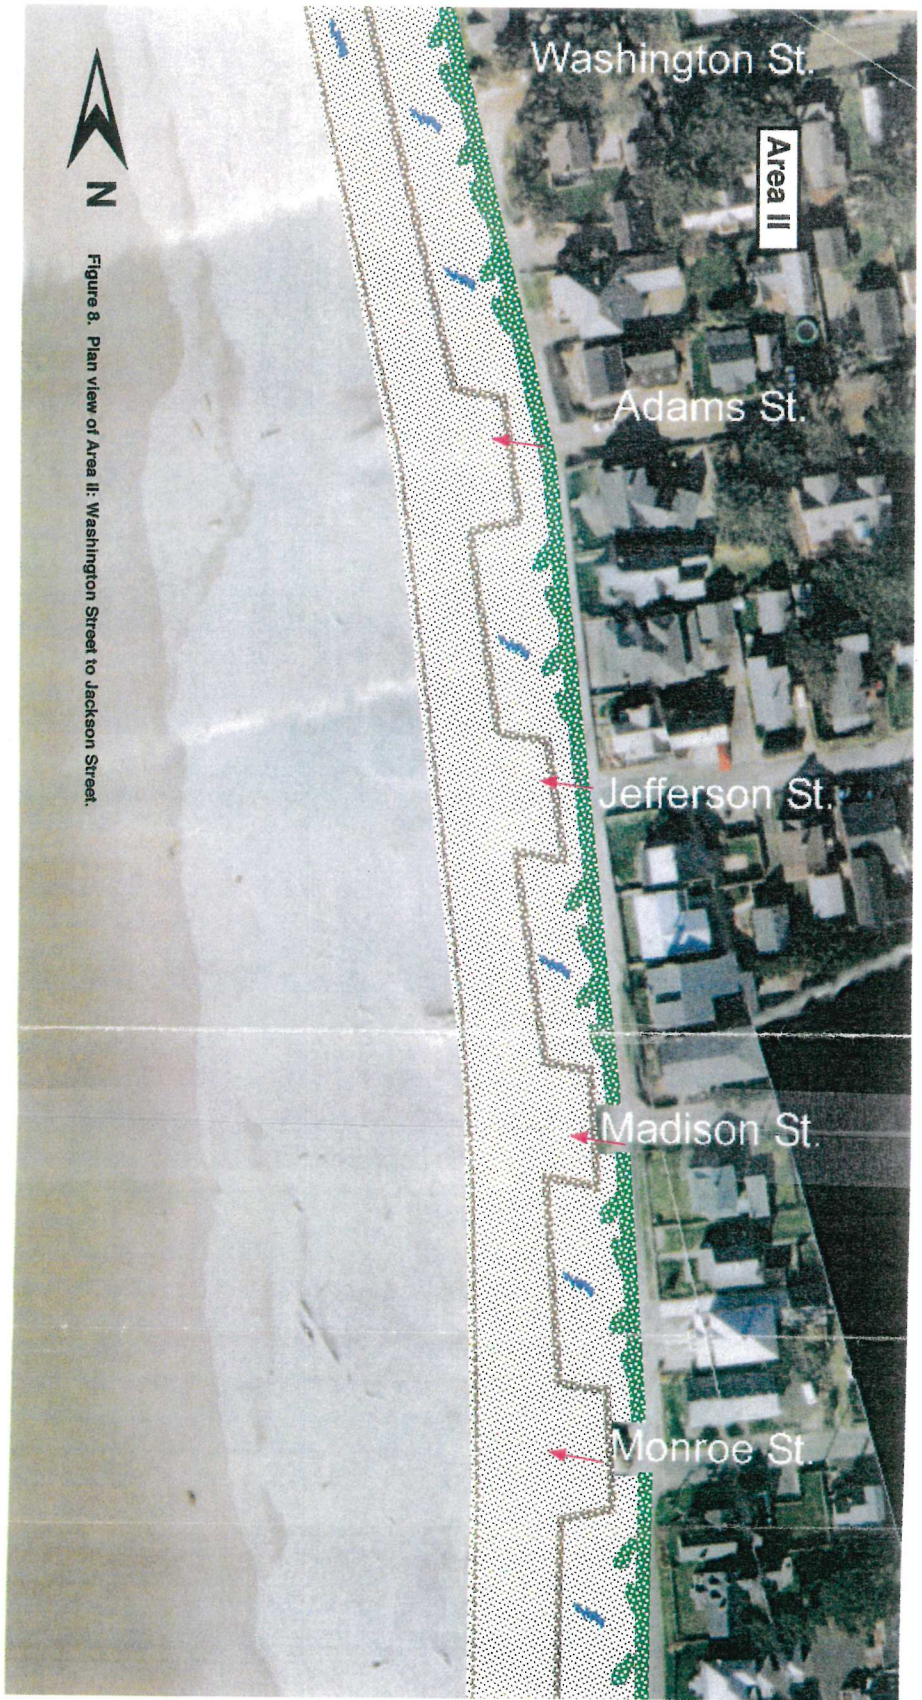 Washington St.
Area II
Adams St.
Jefferson St.
Madison St.
Monroe St.
N
Figure 8. Plan view of Area II: Washington Street to Jackson Street.